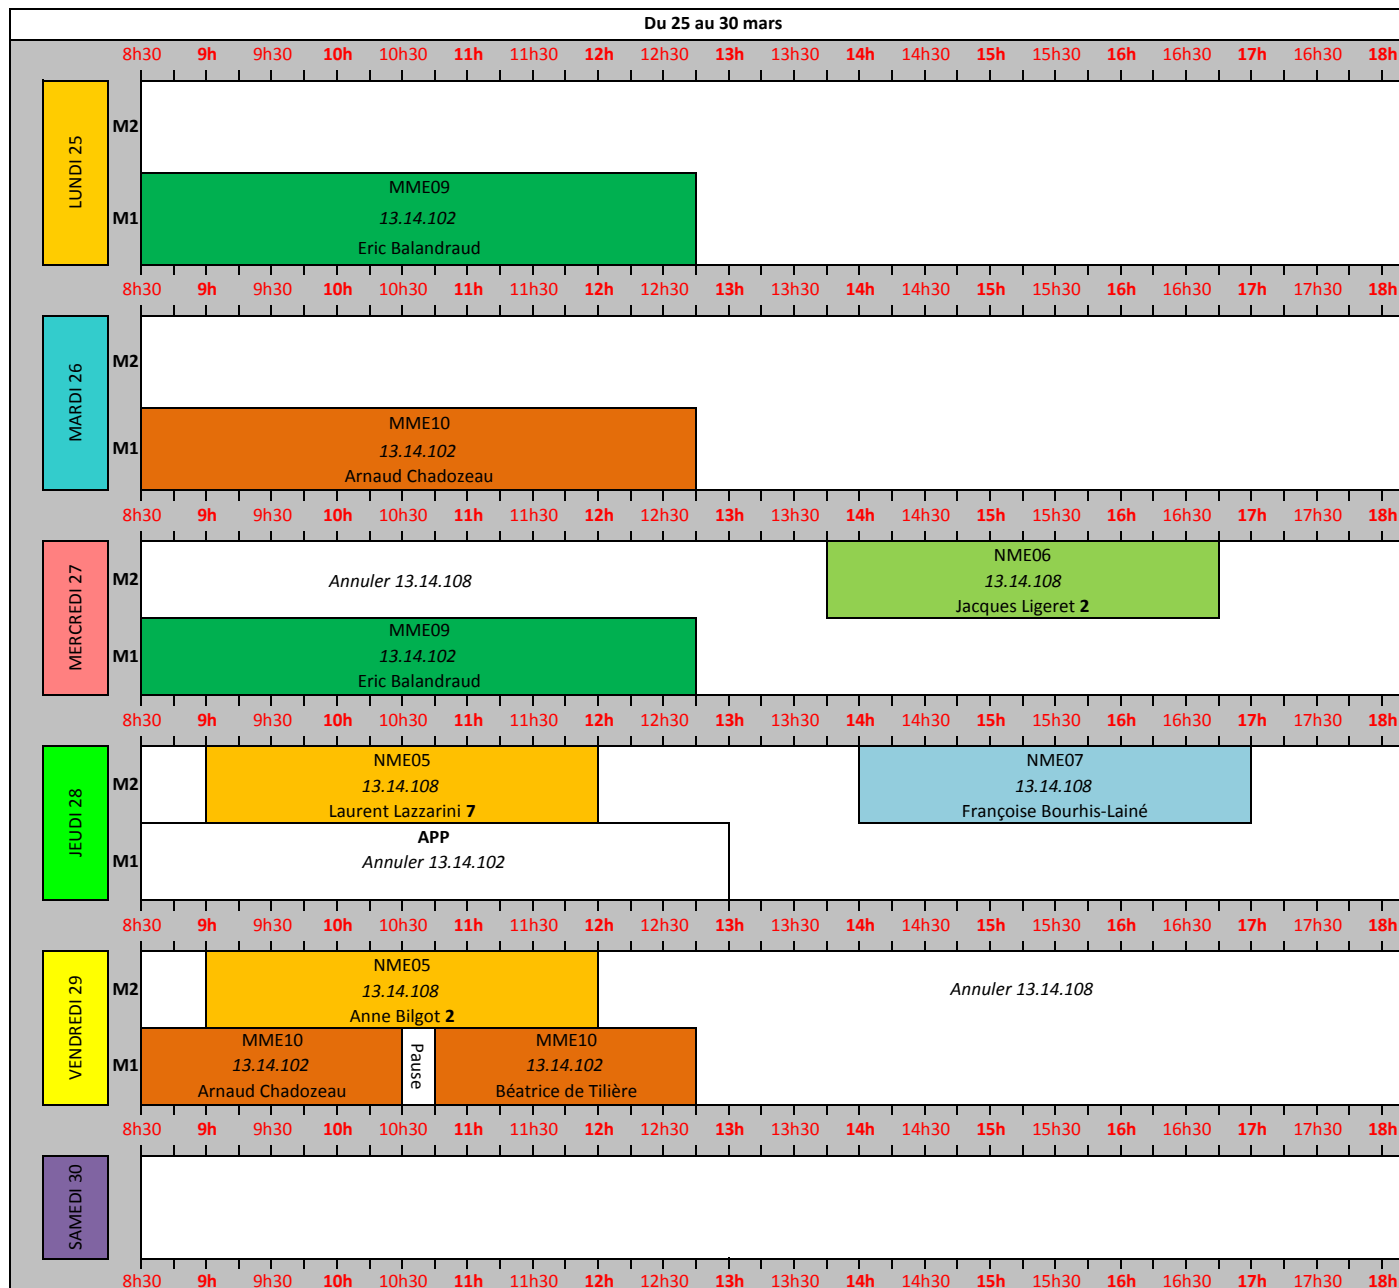 Du 25 au 30 mars
8h30 9h 9h30 10h 10h30 11h 11h30 12h 12h30 13h 13h30 14h 14h30 15h 15h30 16h 16h30 17h 17h30 18h
LUNDI 25
M2
M1
MME09
13.14.102
Eric Balandraud
8h30 9h 9h30 10h 10h30 11h 11h30 12h 12h30 13h 13h30 14h 14h30 15h 15h30 16h 16h30 17h 17h30 18h
MARDI 26
M2
M1
MME10
13.14.102
Arnaud Chadozeau
8h30 9h 9h30 10h 10h30 11h 11h30 12h 12h30 13h 13h30 14h 14h30 15h 15h30 16h 16h30 17h 17h30 18h
MERCREDI 27
M2
Annuler 13.14.108
NME06
13.14.108
Jacques Ligeret 2
M1
MME09
13.14.102
Eric Balandraud
8h30 9h 9h30 10h 10h30 11h 11h30 12h 12h30 13h 13h30 14h 14h30 15h 15h30 16h 16h30 17h 17h30 18h
JEUDI 28
M2
NME05
13.14.108
Laurent Lazzarini 7
NME07
13.14.108
Françoise Bourhis-Lainé
M1
APP
Annuler 13.14.102
8h30 9h 9h30 10h 10h30 11h 11h30 12h 12h30 13h 13h30 14h 14h30 15h 15h30 16h 16h30 17h 17h30 18h
VENDREDI 29
M2
NME05
13.14.108
Anne Bilgot 2
Annuler 13.14.108
M1
MME10
13.14.102
Arnaud Chadozeau
Pause
MME10
13.14.102
Béatrice de Tilière
8h30 9h 9h30 10h 10h30 11h 11h30 12h 12h30 13h 13h30 14h 14h30 15h 15h30 16h 16h30 17h 17h30 18h
SAMEDI 30
8h30 9h 9h30 10h 10h30 11h 11h30 12h 12h30 13h 13h30 14h 14h30 15h 15h30 16h 16h30 17h 17h30 18h